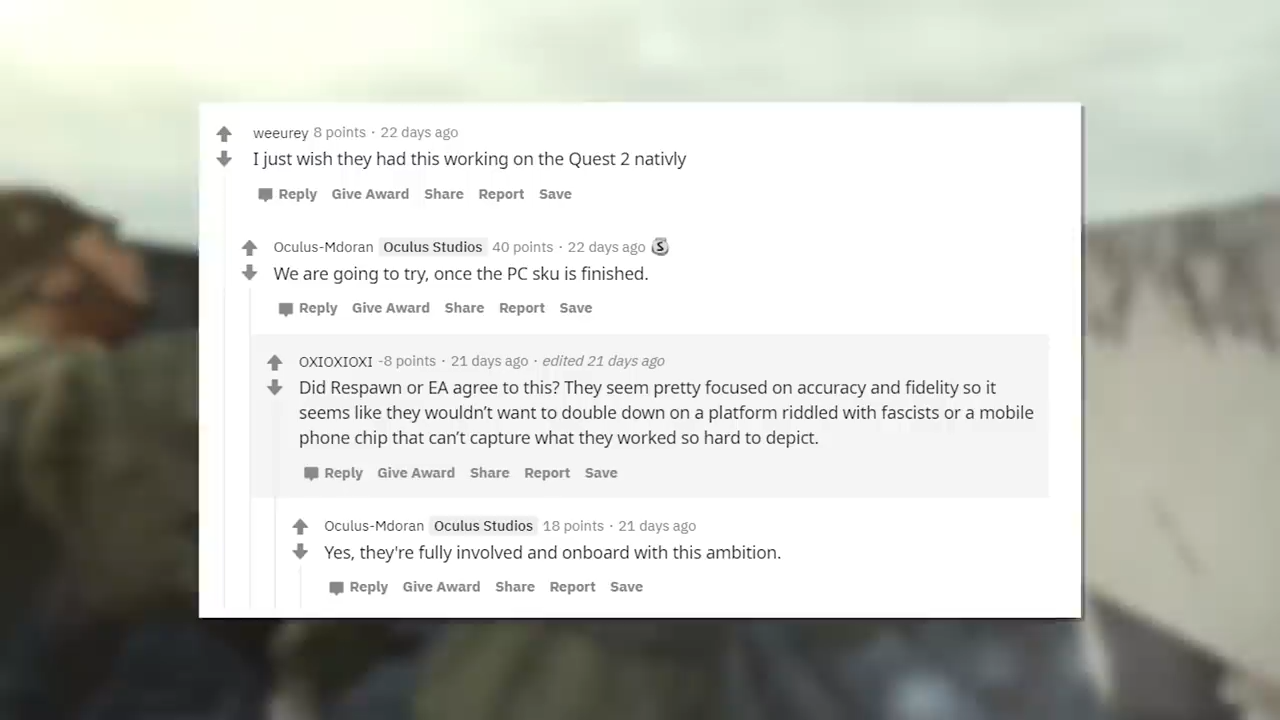 weeurey 8 points · 22 days ago
I just wish they had this working on the Quest 2 nativly
Reply Give Award Share Report Save
Oculus-Mdoran Oculus Studios 40 points · 22 days ago S
We are going to try, once the PC sku is finished.
Reply Give Award Share Report Save
OXIOXIOXI -8 points · 21 days ago · edited 21 days ago
Did Respawn or EA agree to this? They seem pretty focused on accuracy and fidelity so it
seems like they wouldn't want to double down on a platform riddled with fascists or a mobile
phone chip that can't capture what they worked so hard to depict.
Reply Give Award Share Report Save
Oculus-Mdoran Oculus Studios 18 points · 21 days ago
Yes, they're fully involved and onboard with this ambition.
Reply Give Award Share Report Save